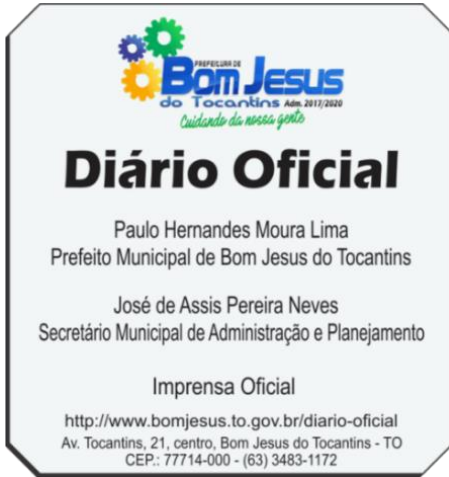 PREFEITURA DE
Bom Jesus
do Tocantins Adm. 2017/2020
Cuidando da nossa gente
Diário Oficial
Paulo Hernandes Moura Lima
Prefeito Municipal de Bom Jesus do Tocantins
José de Assis Pereira Neves
Secretário Municipal de Administração e Planejamento
Imprensa Oficial
http://www.bomjesus.to.gov.br/diario-oficial
Av. Tocantins, 21, centro, Bom Jesus do Tocantins - TO
CEP.: 77714-000 - (63) 3483-1172